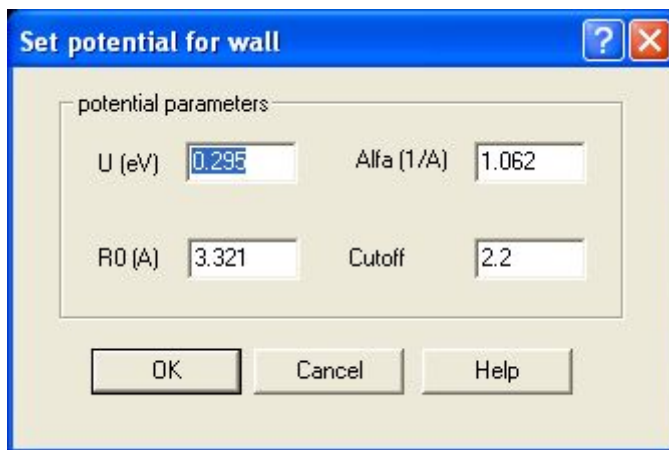 Set potential for wall
potential parameters
U (eV) 0.295 Alfa (1/A) 1.062
R0 (A) 3.321 Cutoff 2.2
OK Cancel Help